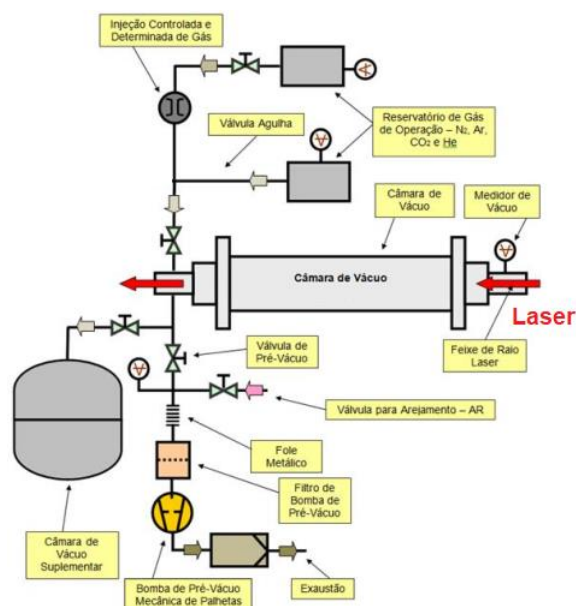 Injeção Controlada e
Determinada de Gás
Reservatório de Gás
de Operação – N2, Ar,
CO2 e He
Válvula Agulha
Câmara de
Vácuo
Medidor de
Vácuo
Câmara de Vácuo
Laser
Feixe de Raio
Laser
Válvula de
Pré-Vácuo
Válvula para Arejamento – AR
Fole
Metálico
Filtro de
Bomba de
Pré-Vácuo
Câmara de
Vácuo
Suplementar
Bomba de Pré-Vácuo
Mecânica de Palhetas
Exaustão